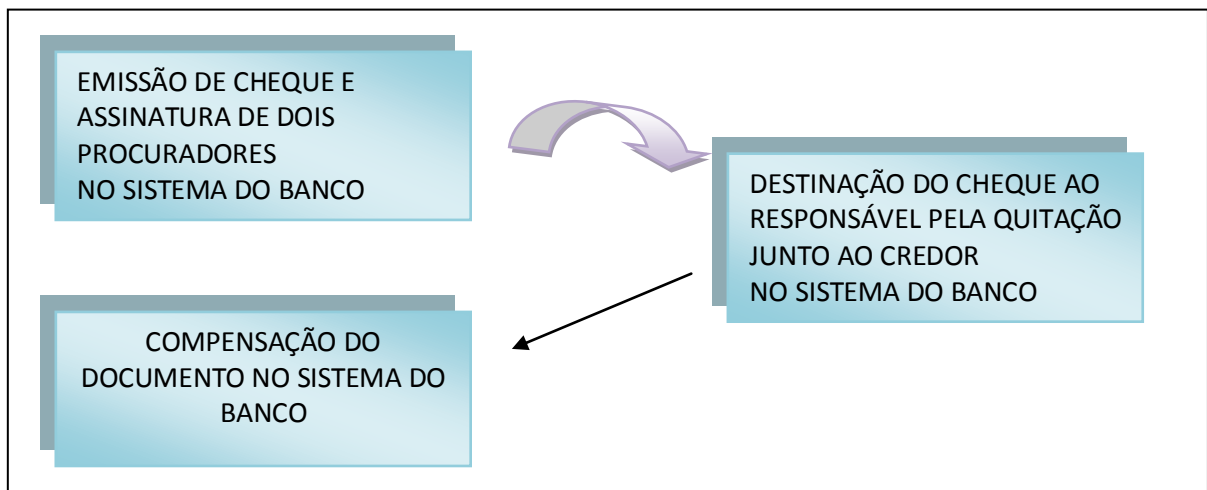 EMISSÃO DE CHEQUE E
ASSINATURA DE DOIS
PROCURADORES
NO SISTEMA DO BANCO
DESTINAÇÃO DO CHEQUE AO
RESPONSÁVEL PELA QUITAÇÃO
JUNTO AO CREDOR
NO SISTEMA DO BANCO
COMPENSAÇÃO DO
DOCUMENTO NO SISTEMA DO
BANCO